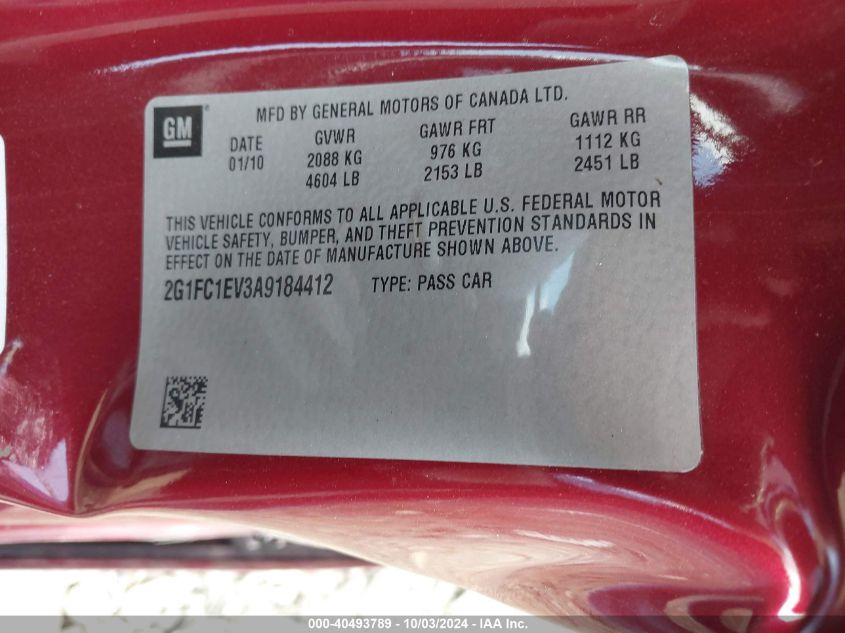 GM
MFD BY GENERAL MOTORS OF CANADA LTD.
DATE GVWR GAWR FRT GAWR RR
01/10 2088 KG 976 KG 1112 KG
4604 LB 2153 LB 2451 LB
THIS VEHICLE CONFORMS TO ALL APPLICABLE U.S. FEDERAL MOTOR
VEHICLE SAFETY, BUMPER, AND THEFT PREVENTION STANDARDS IN
EFFECT ON THE DATE OF MANUFACTURE SHOWN ABOVE.
2G1FC1EV3A9184412 TYPE: PASS CAR
000-40493789 - 10/03/2024 - IAA Inc.